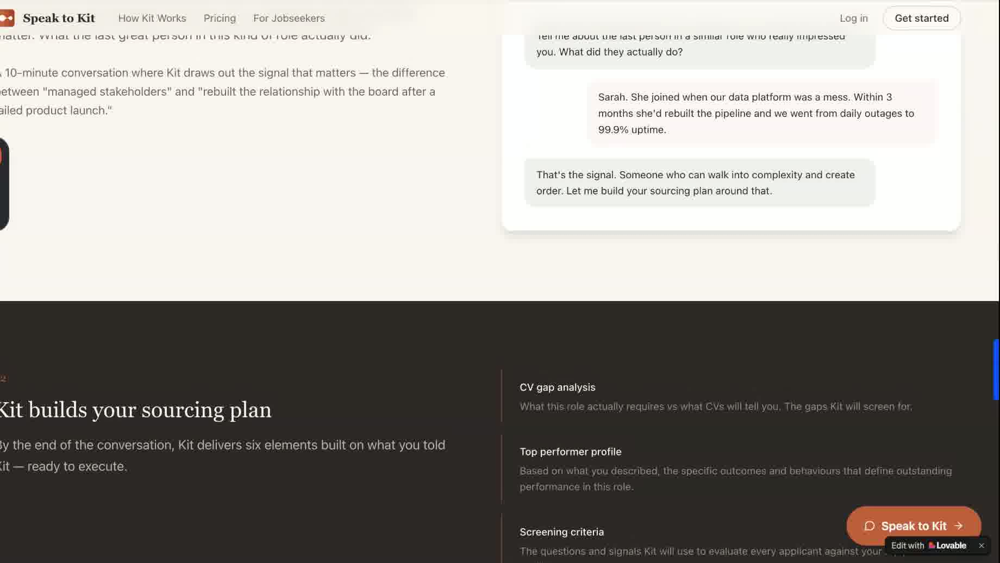 Speak to Kit
How Kit Works
Pricing
For Jobseekers
Log in
Get started
matter. What the last great person in this kind of role actually did.
A 10-minute conversation where Kit draws out the signal that matters — the difference
between "managed stakeholders" and "rebuilt the relationship with the board after a
failed product launch."
Tell me about the last person in a similar role who really impressed
you. What did they actually do?
Sarah. She joined when our data platform was a mess. Within 3
months she'd rebuilt the pipeline and we went from daily outages to
99.9% uptime.
That's the signal. Someone who can walk into complexity and create
order. Let me build your sourcing plan around that.
2
Kit builds your sourcing plan
By the end of the conversation, Kit delivers six elements built on what you told
Kit — ready to execute.
CV gap analysis
What this role actually requires vs what CVs will tell you. The gaps Kit will screen for.
Top performer profile
Based on what you described, the specific outcomes and behaviours that define outstanding
performance in this role.
Screening criteria
The questions and signals Kit will use to evaluate every applicant against your
Speak to Kit →
Edit with Lovable ×